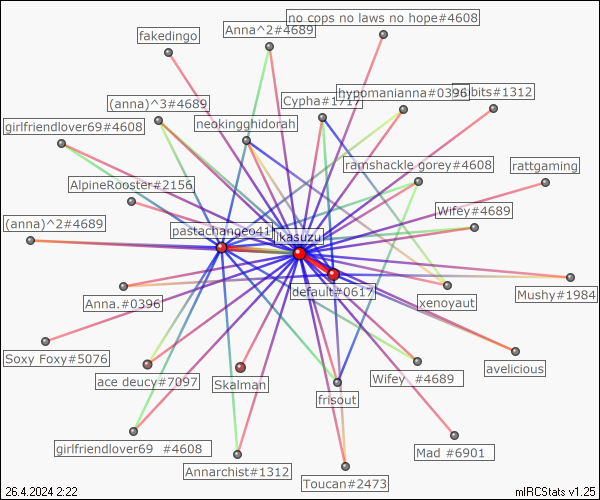 no cops no laws no hope#4608
Anna^2#4689
fakedingo
hypomanianna#0396
bits#1312
Cypha#1717
(anna)^3#4689
neokingghidorah
girlfriendlover69#4608
ramshackle gorey#4608
rattgaming
AlpineRooster#2156
Wifey#4689
(anna)^2#4689
pastachangeo41
ikasuzu
default#0617
Anna.#0396
xenoyaut
Mushy#1984
Soxy Foxy#5076
avelicious
ace deucy#7097
Skalman
Wifey #4689
frisout
girlfriendlover69 #4608
Mad #6901
Annarchist#1312
Toucan#2473
26.4.2024 2:22
mIRCStats v1.25